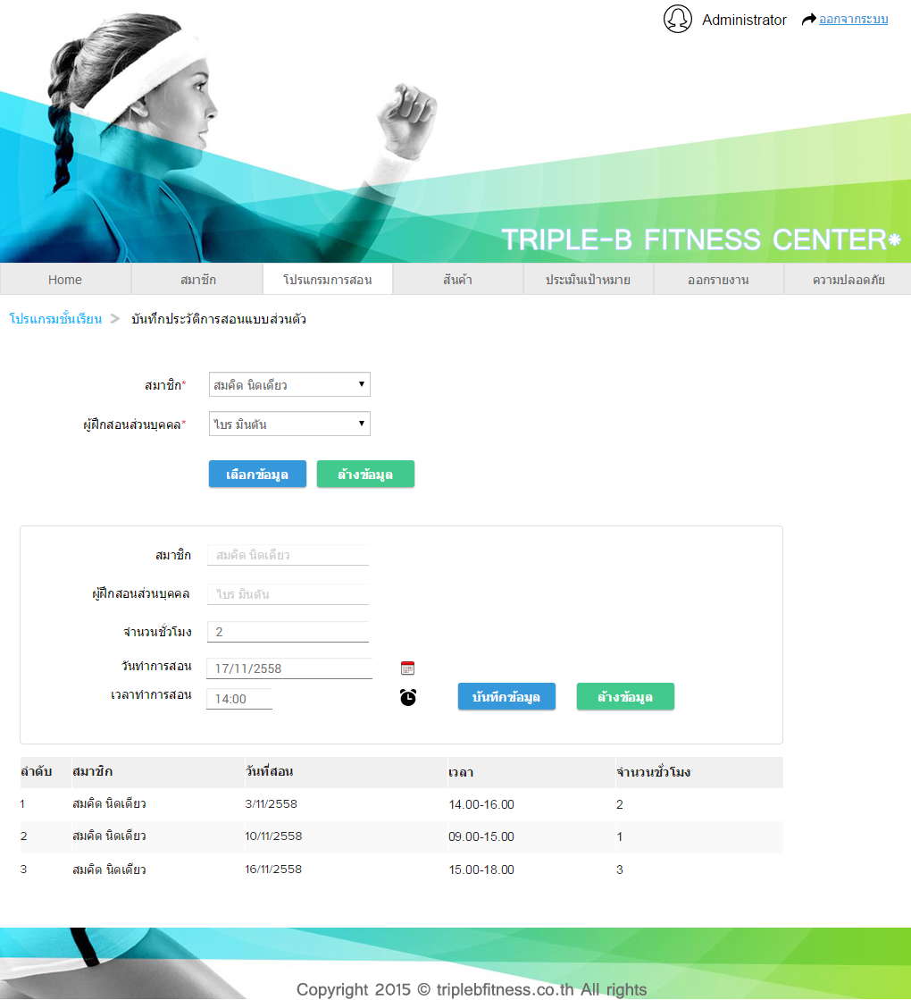 Administrator ออกจากระบบ
TRIPLE-B FITNESS CENTER*
Home สมาชิก โปรแกรมการสอน สินค้า ประเมินเป้าหมาย ออกรายงาน ความปลอดภัย
โปรแกรมชั้นเรียน > บันทึกประวัติการสอนแบบส่วนตัว
สมาชิก* สมคิด นิดเดียว
ผู้ฝึกสอนส่วนบุคคล* ไบร มินตัน
เลือกข้อมูล ล้างข้อมูล
สมาชิก สมคิด นิดเดียว
ผู้ฝึกสอนส่วนบุคคล ไบร มินตัน
จำนวนชั่วโมง 2
วันทำการสอน 17/11/2558
เวลาทำการสอน 14:00 บันทึกข้อมูล ล้างข้อมูล
ลำดับ สมาชิก วันที่สอน เวลา จำนวนชั่วโมง
1 สมคิด นิดเดียว 3/11/2558 14.00-16.00 2
2 สมคิด นิดเดียว 10/11/2558 09.00-15.00 1
3 สมคิด นิดเดียว 16/11/2558 15.00-18.00 3
Copyright 2015 © triplebfitness.co.th All rights